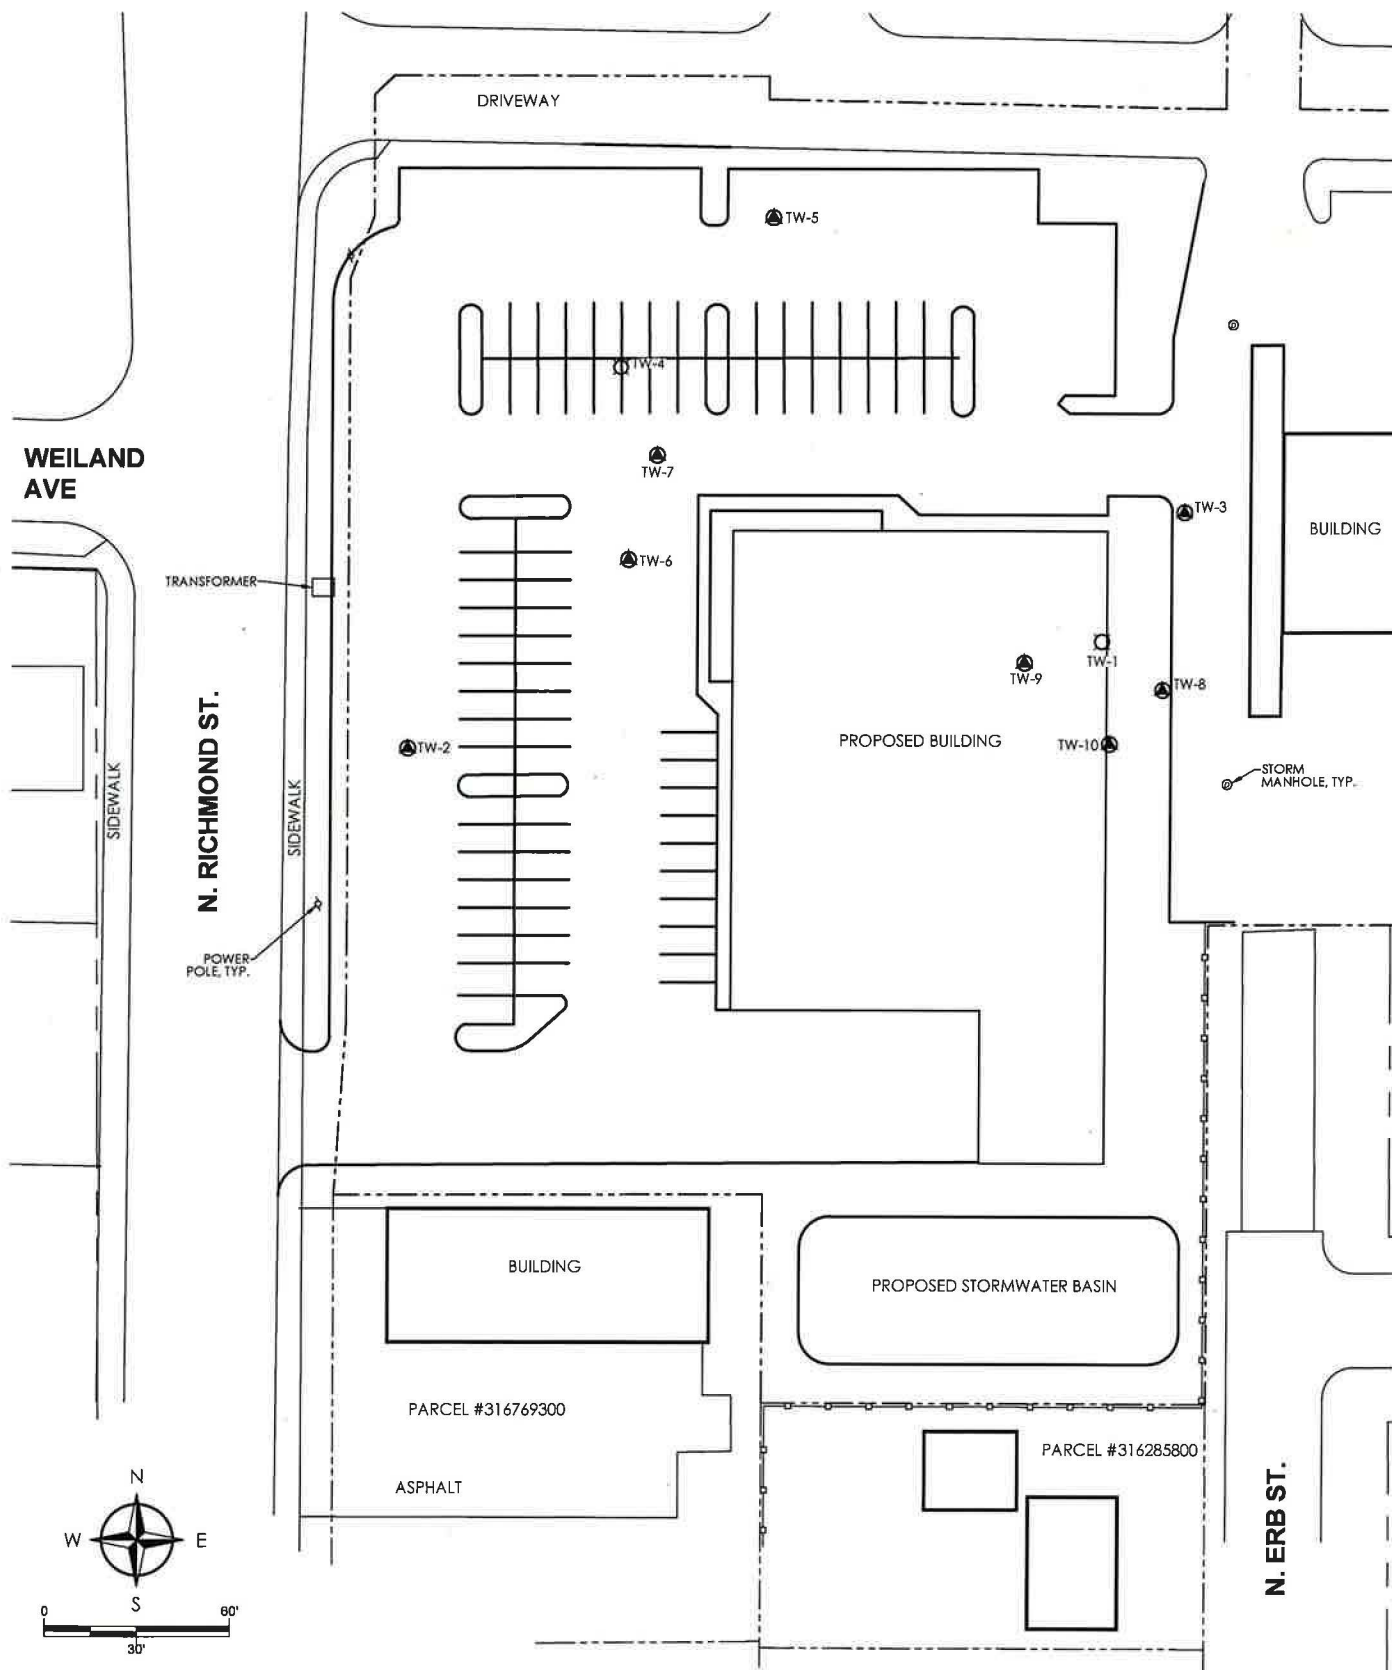 DRIVEWAY
TW-5
TW-4
WEILAND
AVE
TW-7
TW-3
BUILDING
TW-6
TRANSFORMER
TW-1
TW-9
TW-8
N. RICHMOND ST.
PROPOSED BUILDING
TW-10
TW-2
STORM
MANHOLE, TYP.
SIDEWALK
SIDEWALK
POWER
POLE, TYP.
BUILDING
PROPOSED STORMWATER BASIN
PARCEL #316769300
PARCEL #316285800
ASPHALT
N. ERB ST.
N
W E
S
0 60'
30'